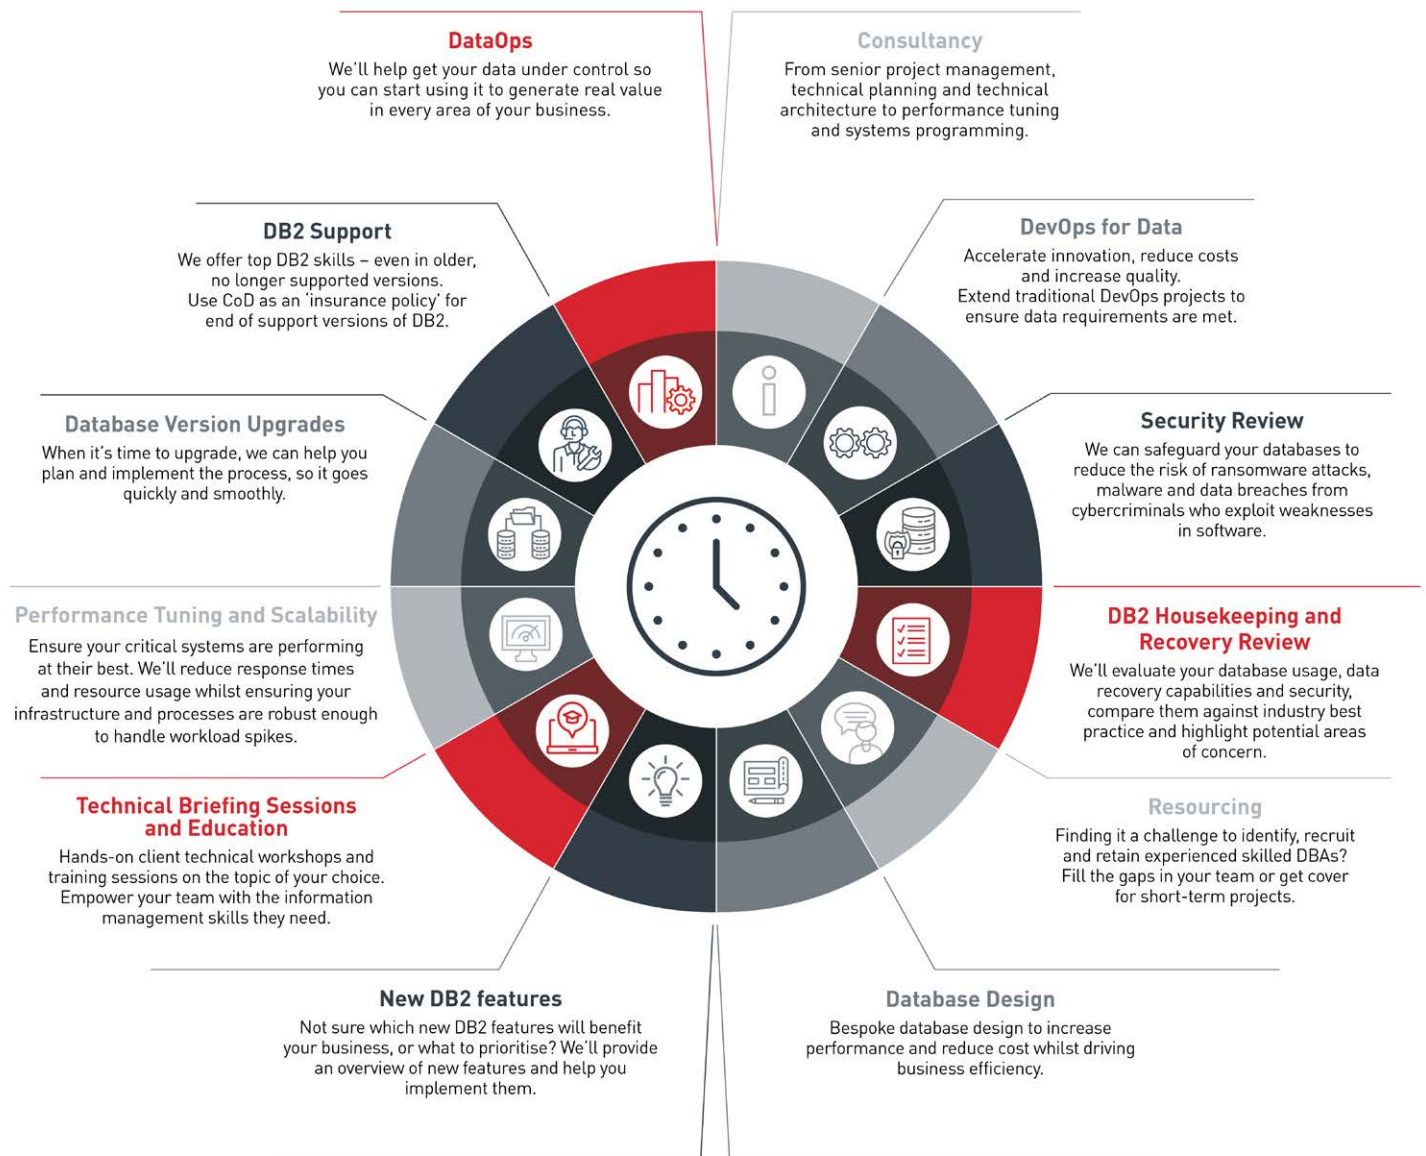 DataOps
We'll help get your data under control so
you can start using it to generate real value
in every area of your business.
Consultancy
From senior project management,
technical planning and technical
architecture to performance tuning
and systems programming.
DB2 Support
We offer top DB2 skills – even in older,
no longer supported versions.
Use CoD as an 'insurance policy' for
end of support versions of DB2.
DevOps for Data
Accelerate innovation, reduce costs
and increase quality.
Extend traditional DevOps projects to
ensure data requirements are met.
Database Version Upgrades
When it's time to upgrade, we can help you
plan and implement the process, so it goes
quickly and smoothly.
Security Review
We can safeguard your databases to
reduce the risk of ransomware attacks,
malware and data breaches from
cybercriminals who exploit weaknesses
in software.
Performance Tuning and Scalability
Ensure your critical systems are performing
at their best. We'll reduce response times
and resource usage whilst ensuring your
infrastructure and processes are robust enough
to handle workload spikes.
DB2 Housekeeping and
Recovery Review
We'll evaluate your database usage, data
recovery capabilities and security,
compare them against industry best
practice and highlight potential areas
of concern.
Technical Briefing Sessions
and Education
Hands-on client technical workshops and
training sessions on the topic of your choice.
Empower your team with the information
management skills they need.
Resourcing
Finding it a challenge to identify, recruit
and retain experienced skilled DBAs?
Fill the gaps in your team or get cover
for short-term projects.
New DB2 features
Not sure which new DB2 features will benefit
your business, or what to prioritise? We'll provide
an overview of new features and help you
implement them.
Database Design
Bespoke database design to increase
performance and reduce cost whilst driving
business efficiency.